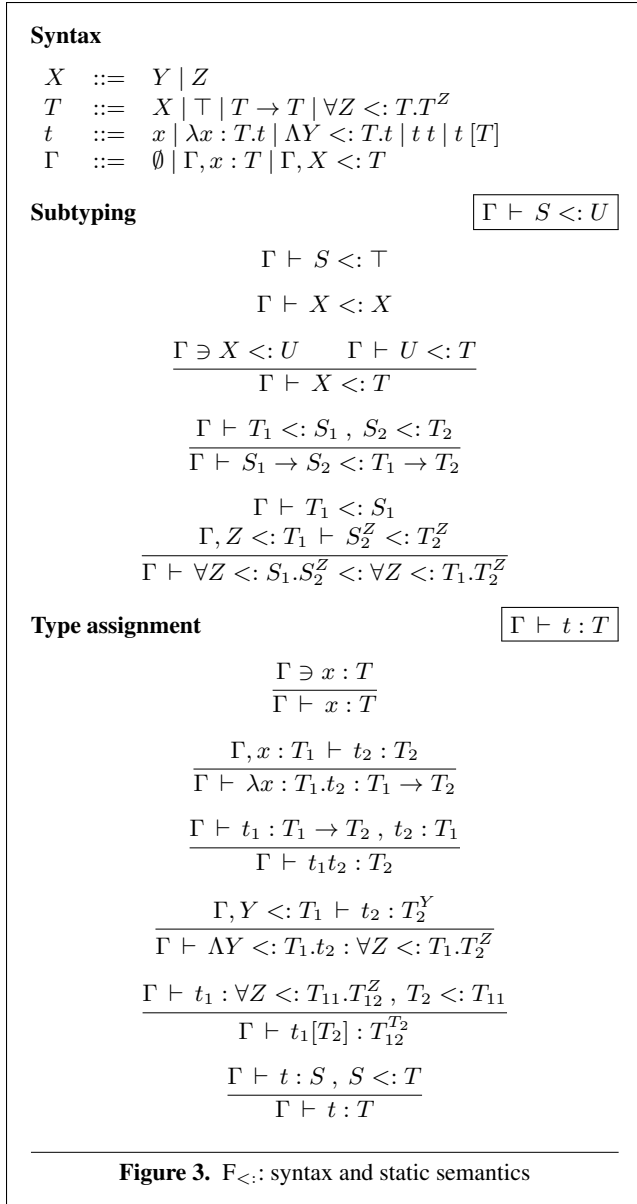 Syntax
X ::= Y | Z
T ::= X | ⊤ | T → T | ∀Z <: T.T^Z
t ::= x | λx : T.t | ΛY <: T.t | t t | t [T]
Γ ::= ∅ | Γ, x : T | Γ, X <: T
Subtyping Γ ⊢ S <: U
Γ ⊢ S <: ⊤
Γ ⊢ X <: X
Γ ∋ X <: U Γ ⊢ U <: T
Γ ⊢ X <: T
Γ ⊢ T₁ <: S₁ , S₂ <: T₂
Γ ⊢ S₁ → S₂ <: T₁ → T₂
Γ ⊢ T₁ <: S₁
Γ, Z <: T₁ ⊢ S₂^Z <: T₂^Z
Γ ⊢ ∀Z <: S₁.S₂^Z <: ∀Z <: T₁.T₂^Z
Type assignment Γ ⊢ t : T
Γ ∋ x : T
Γ ⊢ x : T
Γ, x : T₁ ⊢ t₂ : T₂
Γ ⊢ λx : T₁.t₂ : T₁ → T₂
Γ ⊢ t₁ : T₁ → T₂ , t₂ : T₁
Γ ⊢ t₁t₂ : T₂
Γ, Y <: T₁ ⊢ t₂ : T₂^Y
Γ ⊢ ΛY <: T₁.t₂ : ∀Z <: T₁.T₂^Z
Γ ⊢ t₁ : ∀Z <: T₁₁.T₁₂^Z , T₂ <: T₁₁
Γ ⊢ t₁[T₂] : T₁₂^T₂
Γ ⊢ t : S , S <: T
Γ ⊢ t : T
Figure 3. F<:: syntax and static semantics